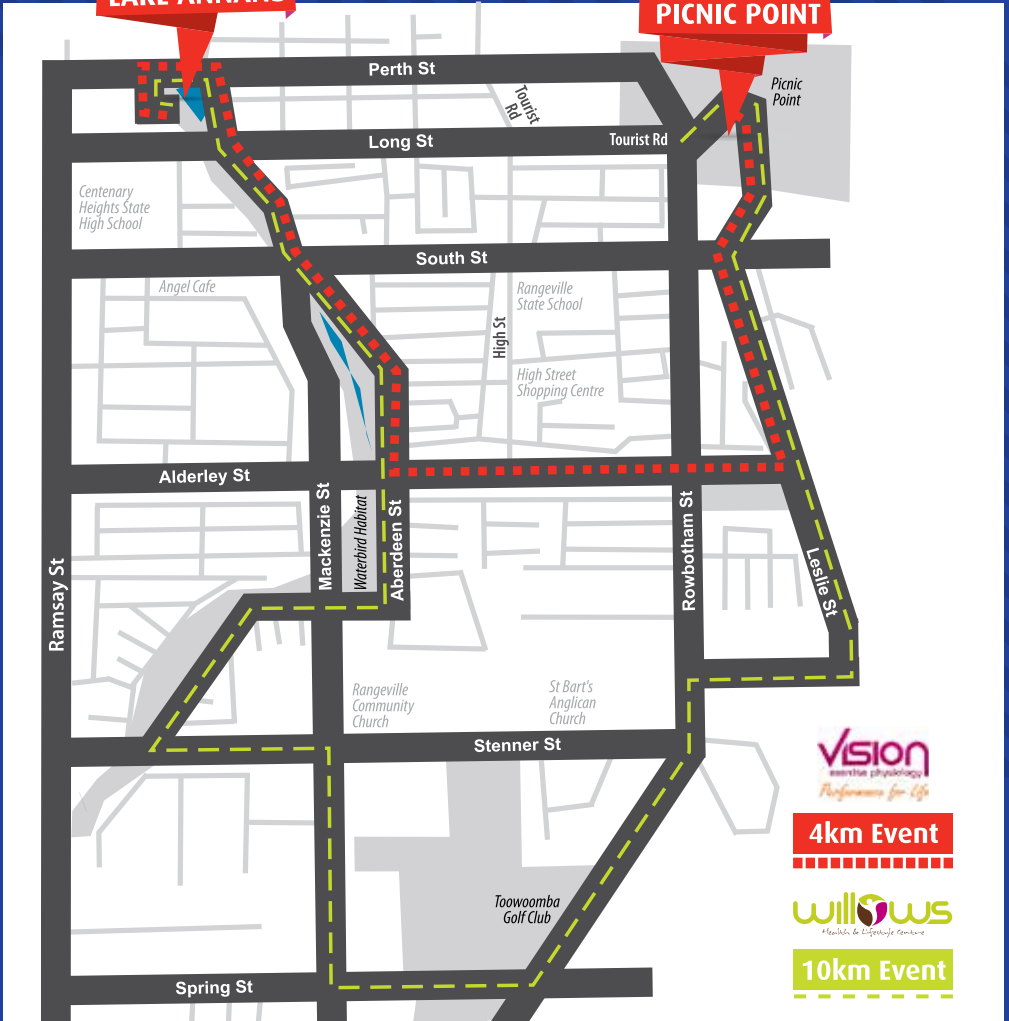 LAKE ANNAND
PICNIC POINT
Perth St
Picnic
Point
Tourist
Rd
Long St
Tourist Rd
Centenary
Heights State
High School
South St
Angel Cafe
Rangeville
State School
High St
High Street
Shopping Centre
Alderley St
Mackenzie St
Waterbird Habitat
Aberdeen St
Rowbotham St
Leslie St
Ramsay St
Rangeville
Community
Church
St Bart's
Anglican
Church
Stenner St
Vision
exercise physiology
Performance for Life
4km Event
Toowoomba
Golf Club
willows
Health & Lifestyle Centre
10km Event
Spring St